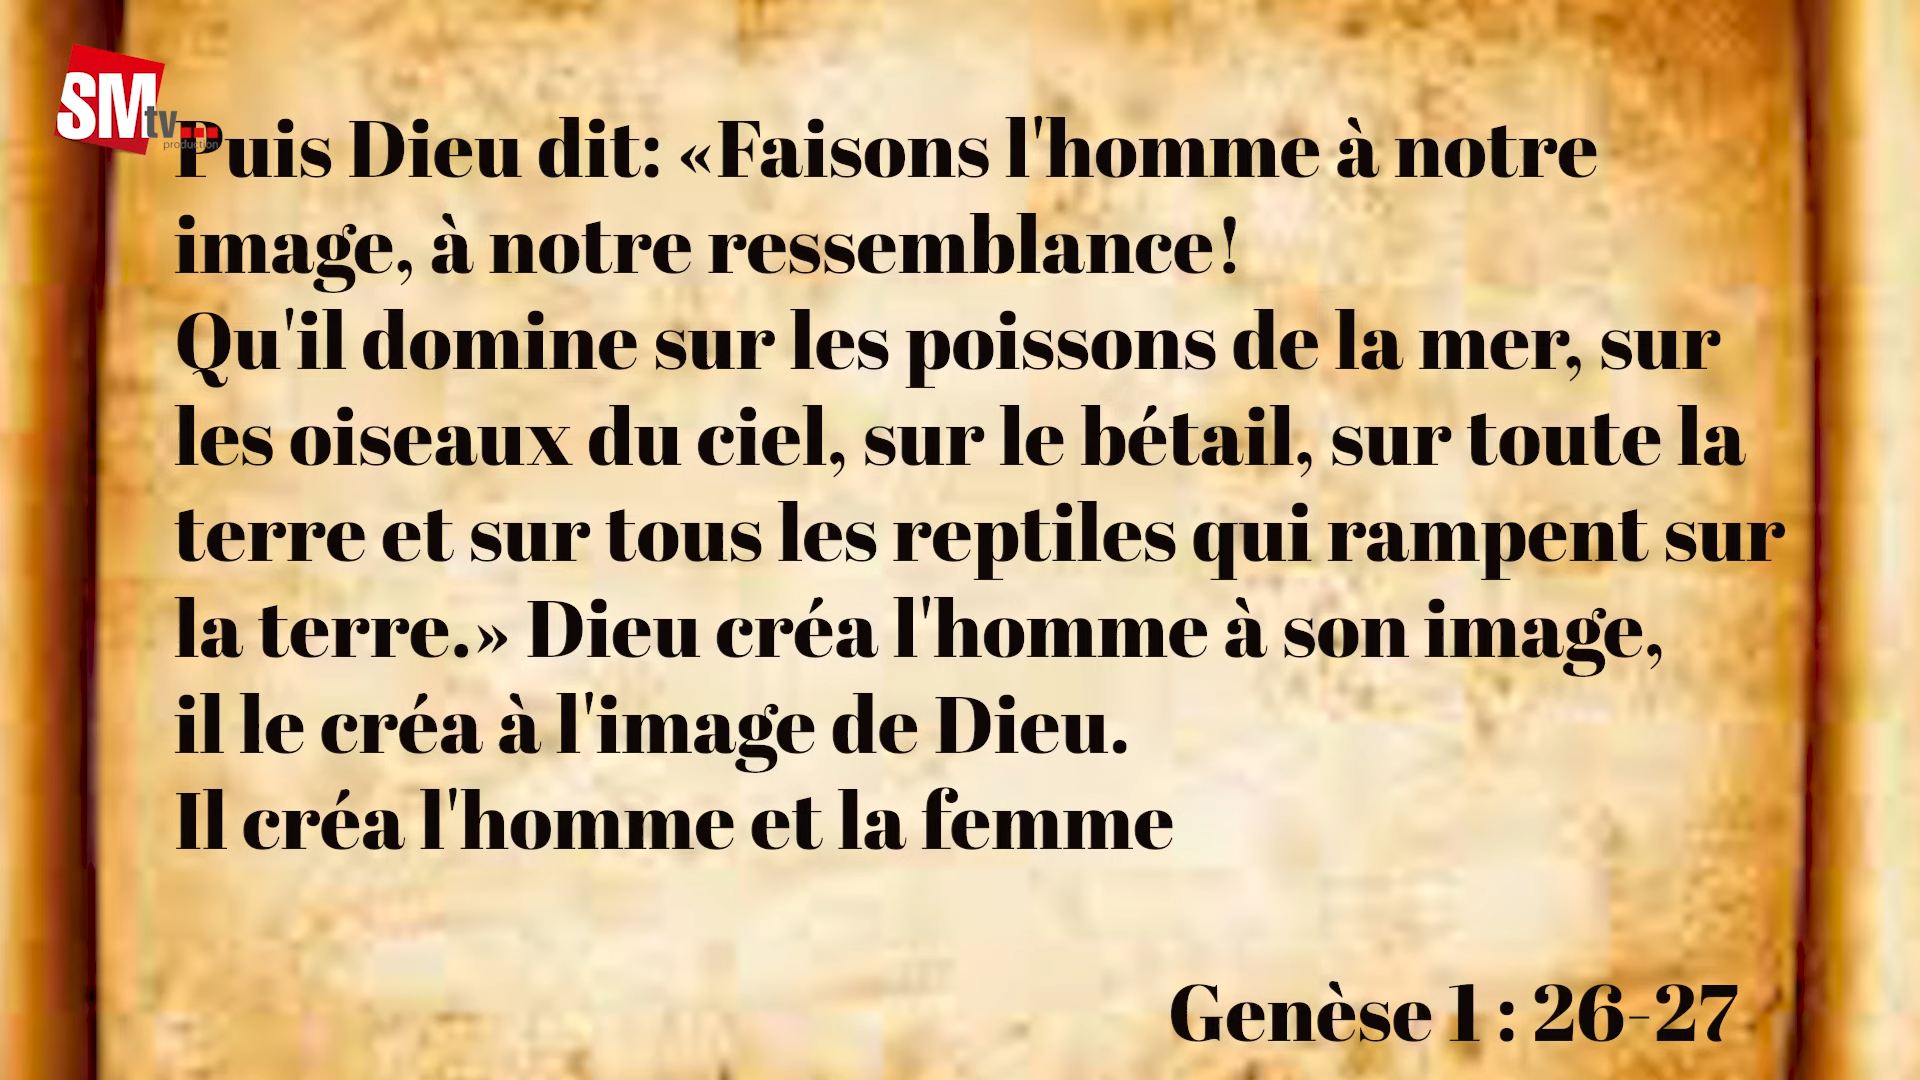 SMtv...
production
Puis Dieu dit: «Faisons l'homme à notre
image, à notre ressemblance!
Qu'il domine sur les poissons de la mer, sur
les oiseaux du ciel, sur le bétail, sur toute la
terre et sur tous les reptiles qui rampent sur
la terre.» Dieu créa l'homme à son image,
il le créa à l'image de Dieu.
Il créa l'homme et la femme
Genèse 1 : 26-27